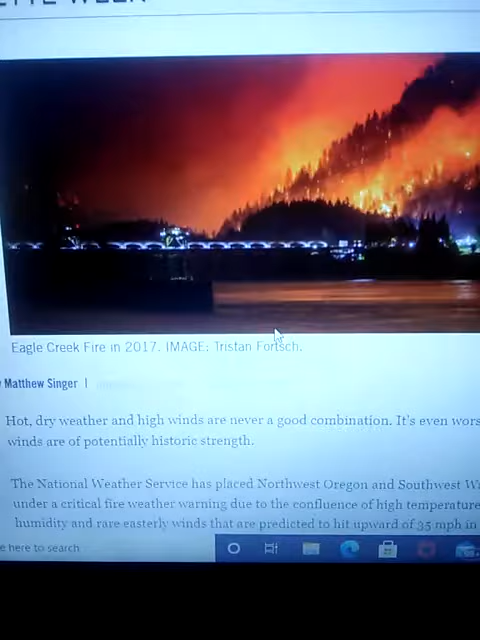 WEEK
Eagle Creek Fire in 2017. IMAGE: Tristan Fortsch.
Matthew Singer |
Hot, dry weather and high winds are never a good combination. It's even
winds are of potentially historic strength.
The National Weather Service has placed Northwest Oregon and Southwest
under a critical fire weather warning due to the confluence of high temperature
humidity and rare easterly winds that are predicted to hit upward of 35 mph in
here to search